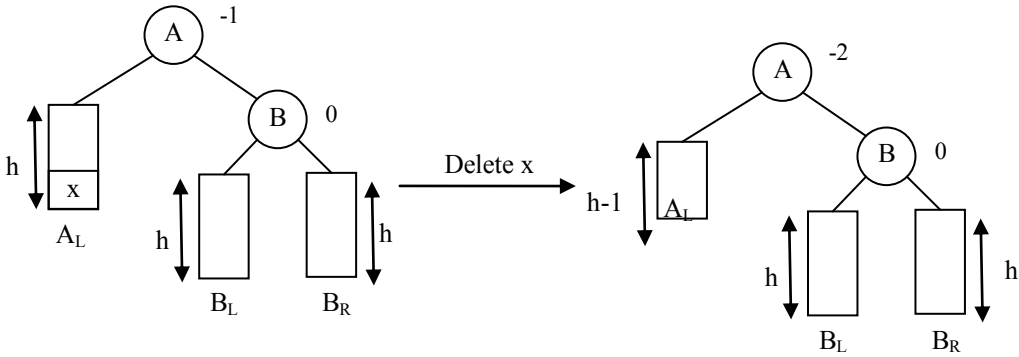 A -1
B 0
h
x
A_L
h
h
B_L
B_R
Delete x
A -2
B 0
h-1
A_L
h
h
B_L
B_R